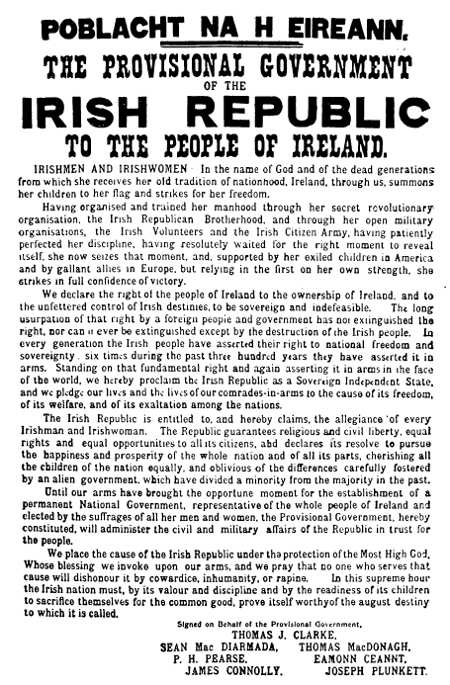 POBLACHT NA H EIREANN.
THE PROVISIONAL GOVERNMENT
OF THE
IRISH REPUBLIC
TO THE PEOPLE OF IRELAND.
IRISHMEN AND IRISHWOMEN · In the name of God and of the dead generations
from which she receives her old tradition of nationhood, Ireland, through us, summons
her children to her flag and strikes for her freedom.
Having organised and trained her manhood through her secret revolutionary
organisation, the Irish Republican Brotherhood, and through her open military
organisations, the Irish Volunteers and the Irish Citizen Army, having patiently
perfected her discipline, having resolutely waited for the right moment to reveal
itself, she now seizes that moment, and, supported by her exiled children in America
and by gallant allies in Europe, but relying in the first on her own strength, she
strikes in full confidence of victory.
We declare the right of the people of Ireland to the ownership of Ireland, and to
the unfettered control of Irish destinies, to be sovereign and indefeasible. The long
usurpation of that right by a foreign people and government has not extinguished the
right, nor can it ever be extinguished except by the destruction of the Irish people. In
every generation the Irish people have asserted their right to national freedom and
sovereignty . six times during the past three hundred years they have asserted it in
arms. Standing on that fundamental right and again asserting it in arms in the face
of the world, we hereby proclaim the Irish Republic as a Sovereign Independent State,
and we pledge our lives and the lives of our comrades-in-arms to the cause of its freedom,
of its welfare, and of its exaltation among the nations.
The Irish Republic is entitled to, and hereby claims, the allegiance of every
Irishman and Irishwoman. The Republic guarantees religious and civil liberty, equal
rights and equal opportunities to all its citizens, abd declares its resolve to pursue
the happiness and prosperity of the whole nation and of all its parts, cherishing all
the children of the nation equally, and oblivious of the differences carefully fostered
by an alien government, which have divided a minority from the majority in the past.
Until our arms have brought the opportune moment for the establishment of a
permanent National Government, representative of the whole people of Ireland and
elected by the suffrages of all her men and women, the Provisional Government, hereby
constituted, will administer the civil and military affairs of the Republic in trust for
the people.
We place the cause of the Irish Republic under the protection of the Most High God,
Whose blessing we invoke upon our arms, and we pray that no one who serves that
cause will dishonour it by cowardice, inhumanity, or rapine. In this supreme hour
the Irish nation must, by its valour and discipline and by the readiness of its children
to sacrifice themselves for the common good, prove itself worthy of the august destiny
to which it is called.
Signed on Behalf of the Provisional Government,
THOMAS J. CLARKE,
SEAN Mac DIARMADA, THOMAS MacDONAGH,
P. H. PEARSE, EAMONN CEANNT,
JAMES CONNOLLY, JOSEPH PLUNKETT.